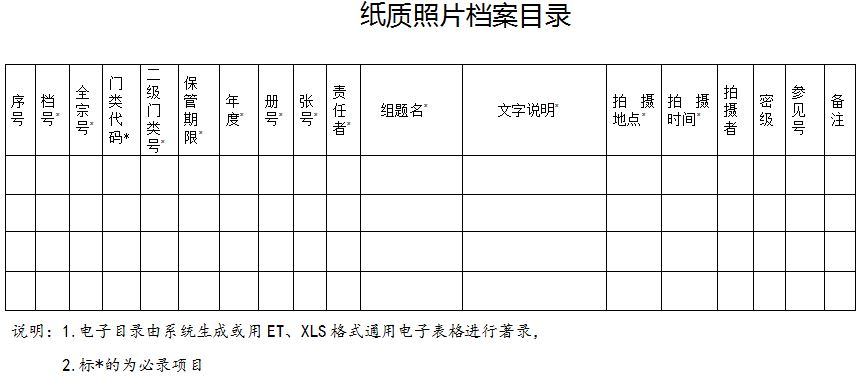 纸质照片档案目录
序号 档号* 全宗号* 门类代码* 二级门类号* 保管期限* 年度* 册号* 张号* 责任者* 组题名* 文字说明* 拍摄地点* 拍摄时间* 拍摄者 密级 参见号 备注
说明：1.电子目录由系统生成或用ET、XLS格式通用电子表格进行著录，
2.标*的为必录项目